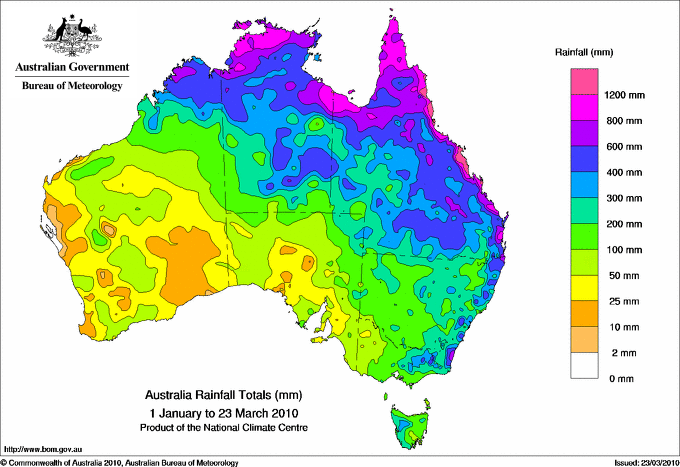 Australian Government
Bureau of Meteorology
Rainfall (mm)
1200 mm
800 mm
600 mm
400 mm
300 mm
200 mm
100 mm
50 mm
25 mm
10 mm
2 mm
0 mm
Australia Rainfall Totals (mm)
1 January to 23 March 2010
Product of the National Climate Centre
http://www.bom.gov.au
© Commonwealth of Australia 2010, Australian Bureau of Meteorology
Issued: 23/03/2010